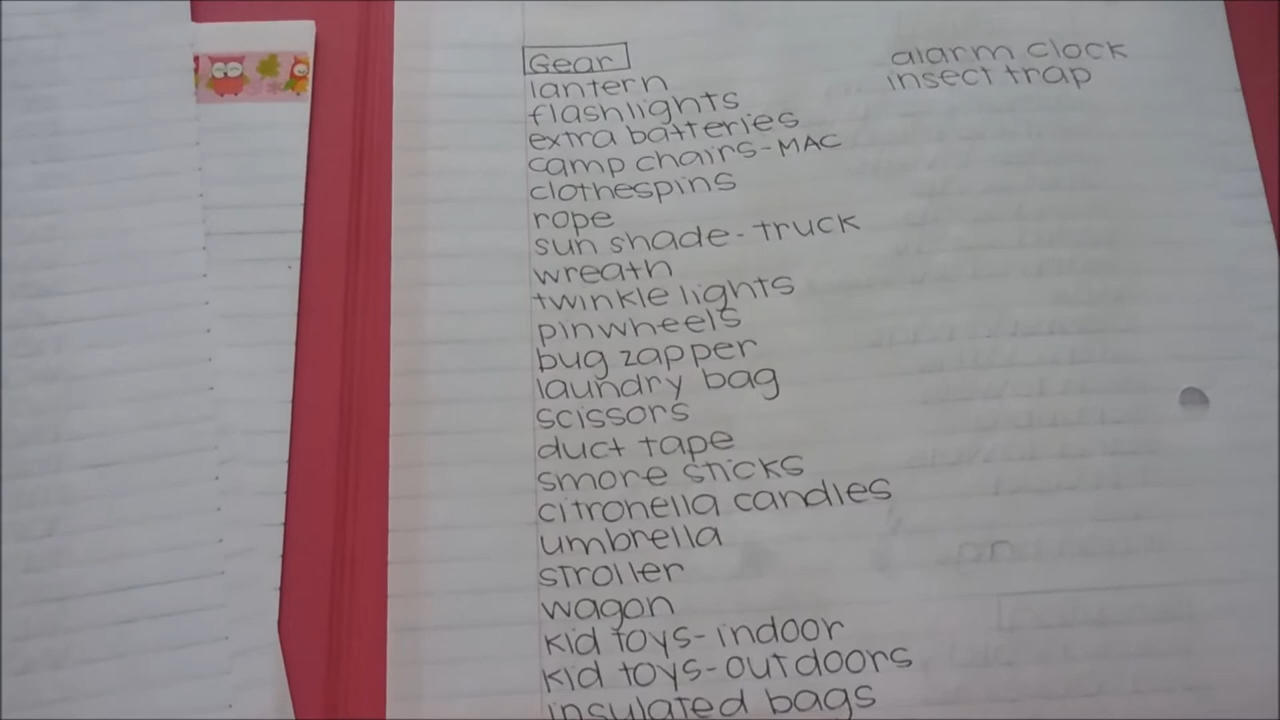 Gear
lantern
flashlights
extra batteries
camp chairs-MAC
clothespins
rope
sun shade-truck
wreath
twinkle lights
pinwheels
bug zapper
laundry bag
scissors
duct tape
smore sticks
citronella candles
umbrella
stroller
wagon
kid toys-indoor
kid toys-outdoors
insulated bags
alarm clock
insect trap